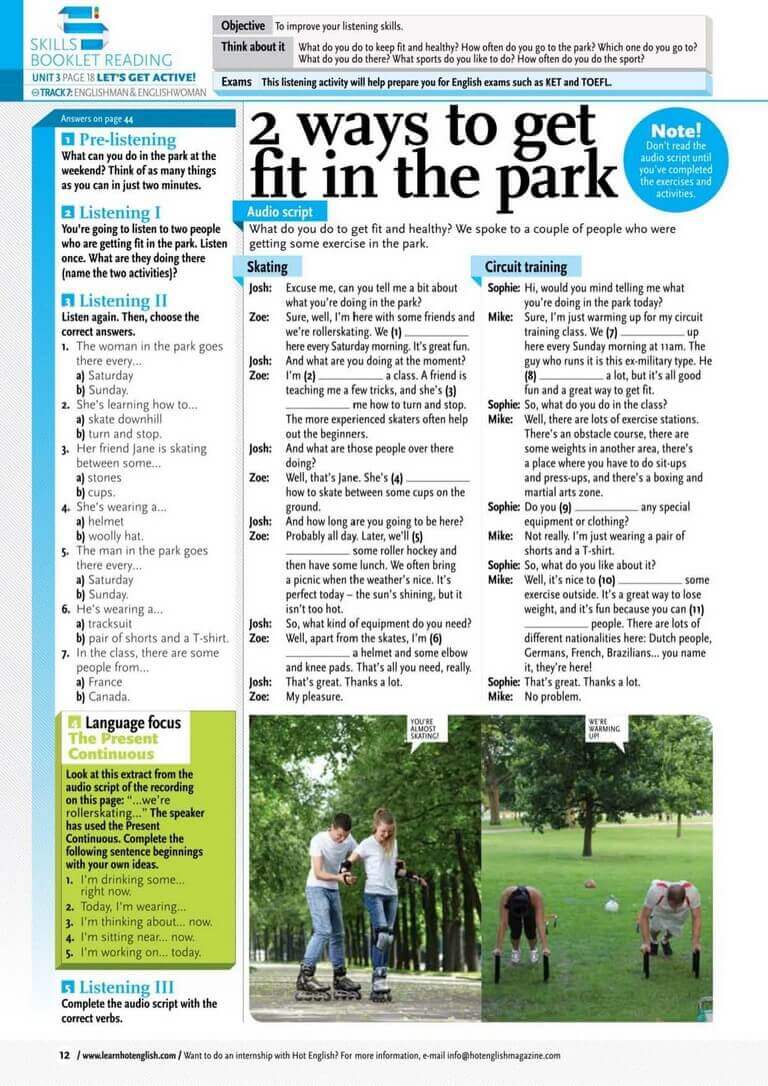 SKILLS
BOOKLET READING
UNIT 3 PAGE 18 LET'S GET ACTIVE!
TRACK 7: ENGLISHMAN & ENGLISHWOMAN
Objective To improve your listening skills.
Think about it What do you do to keep fit and healthy? How often do you go to the park? Which one do you go to?
What do you do there? What sports do you like to do? How often do you do the sport?
Exams This listening activity will help prepare you for English exams such as KET and TOEFL.
Answers on page 44
1 Pre-listening
What can you do in the park at the
weekend? Think of as many things
as you can in just two minutes.
2 Listening I
You're going to listen to two people
who are getting fit in the park. Listen
once. What are they doing there
(name the two activities)?
3 Listening II
Listen again. Then, choose the
correct answers.
1. The woman in the park goes
there every...
a) Saturday
b) Sunday.
2. She's learning how to...
a) skate downhill
b) turn and stop.
3. Her friend Jane is skating
between some...
a) stones
b) cups.
4. She's wearing a...
a) helmet
b) woolly hat.
5. The man in the park goes
there every...
a) Saturday
b) Sunday.
6. He's wearing a...
a) tracksuit
b) pair of shorts and a T-shirt.
7. In the class, there are some
people from...
a) France
b) Canada.
4 Language focus
The Present
Continuous
Look at this extract from the
audio script of the recording
on this page: "...we're
rollerskating..." The speaker
has used the Present
Continuous. Complete the
following sentence beginnings
with your own ideas.
1. I'm drinking some...
right now.
2. Today, I'm wearing...
3. I'm thinking about... now.
4. I'm sitting near... now.
5. I'm working on... today.
5 Listening III
Complete the audio script with the
correct verbs.
2 ways to get
fit in the park
Note!
Don't read the
audio script until
you've completed
the exercises and
activities.
Audio script
What do you do to get fit and healthy? We spoke to a couple of people who were
getting some exercise in the park.
Skating
Josh: Excuse me, can you tell me a bit about
what you're doing in the park?
Zoe: Sure, well, I'm here with some friends and
we're rollerskating. We (1) ____________
here every Saturday morning. It's great fun.
Josh: And what are you doing at the moment?
Zoe: I'm (2) ____________ a class. A friend is
teaching me a few tricks, and she's (3)
____________ me how to turn and stop.
The more experienced skaters often help
out the beginners.
Josh: And what are those people over there
doing?
Zoe: Well, that's Jane. She's (4) ____________
how to skate between some cups on the
ground.
Josh: And how long are you going to be here?
Zoe: Probably all day. Later, we'll (5)
____________ some roller hockey and
then have some lunch. We often bring
a picnic when the weather's nice. It's
perfect today – the sun's shining, but it
isn't too hot.
Josh: So, what kind of equipment do you need?
Zoe: Well, apart from the skates, I'm (6)
____________ a helmet and some elbow
and knee pads. That's all you need, really.
Josh: That's great. Thanks a lot.
Zoe: My pleasure.
Circuit training
Sophie: Hi, would you mind telling me what
you're doing in the park today?
Mike: Sure, I'm just warming up for my circuit
training class. We (7) ____________ up
here every Sunday morning at 11am. The
guy who runs it is this ex-military type. He
(8) ____________ a lot, but it's all good
fun and a great way to get fit.
Sophie: So, what do you do in the class?
Mike: Well, there are lots of exercise stations.
There's an obstacle course, there are
some weights in another area, there's
a place where you have to do sit-ups
and press-ups, and there's a boxing and
martial arts zone.
Sophie: Do you (9) ____________ any special
equipment or clothing?
Mike: Not really. I'm just wearing a pair of
shorts and a T-shirt.
Sophie: So, what do you like about it?
Mike: Well, it's nice to (10) ____________ some
exercise outside. It's a great way to lose
weight, and it's fun because you can (11)
____________ people. There are lots of
different nationalities here: Dutch people,
Germans, French, Brazilians... you name
it, they're here!
Sophie: That's great. Thanks a lot.
Mike: No problem.
YOU'RE
ALMOST
SKATING!
WE'RE
WARMING
UP!
12 / www.learnhotenglish.com / Want to do an internship with Hot English? For more information, e-mail info@hotenglishmagazine.com